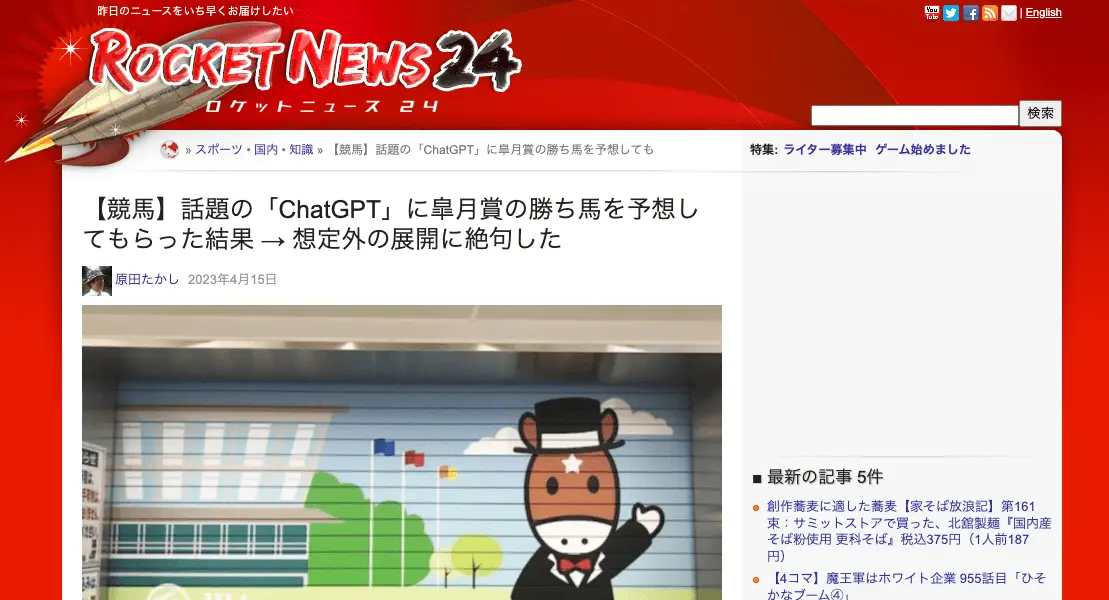 昨日のニュースをいち早くお届けしたい
You Tube | English
ROCKET NEWS 24
ロケットニュース 24
検索
» スポーツ • 国内 • 知識 » 【競馬】話題の「ChatGPT」に皐月賞の勝ち馬を予想しても
特集: ライター募集中 ゲーム始めました
【競馬】話題の「ChatGPT」に皐月賞の勝ち馬を予想し
てもらった結果 → 想定外の展開に絶句した
原田たかし 2023年4月15日
JRA
■ 最新の記事 5件
創作蕎麦に適した蕎麦【家そば放浪記】第161
束：サミットストアで買った、北舘製麺『国内産
そば粉使用 更科そば』税込375円（1人前187
円）
【4コマ】魔王軍はホワイト企業 955話目「ひそ
かなブーム④」